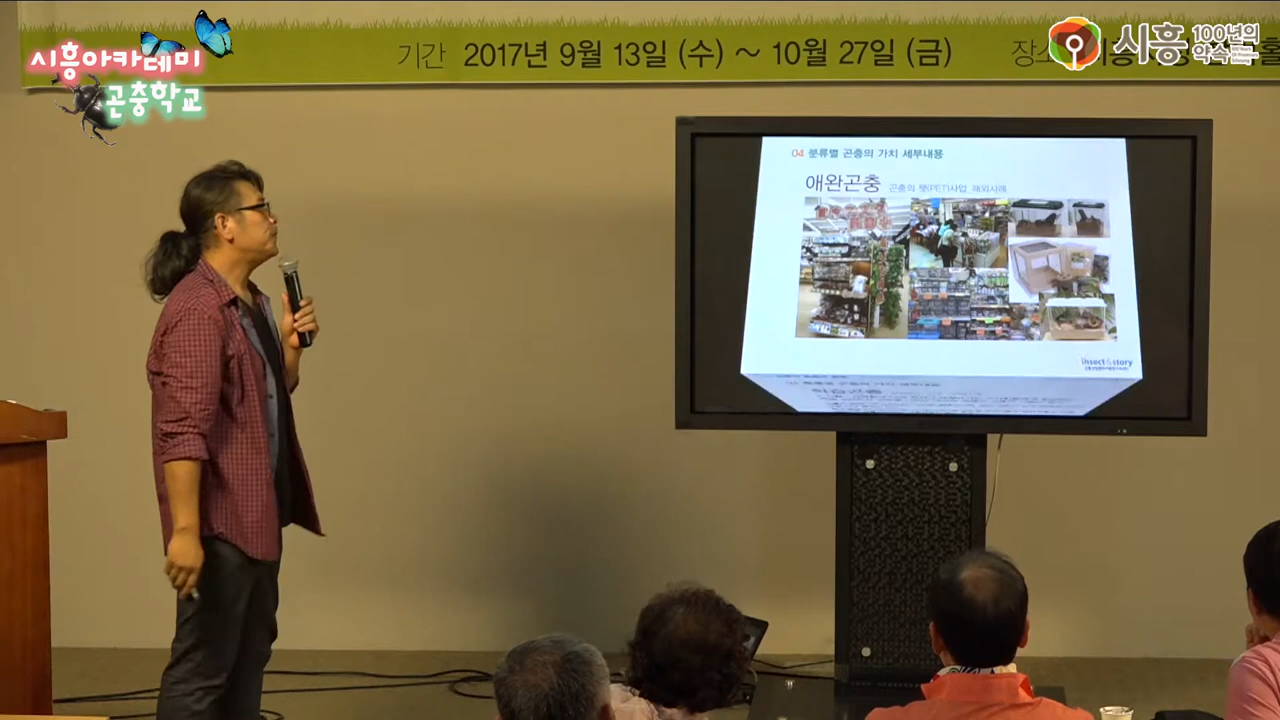 시흥아카데미
곤충학교
기간 2017년 9월 13일 (수) ~ 10월 27일 (금)
시흥 100년의
약속
04 분류별 곤충의 가치 세부내용
애완곤충 곤충의 펫(PET)사업_해외사례
insect&story